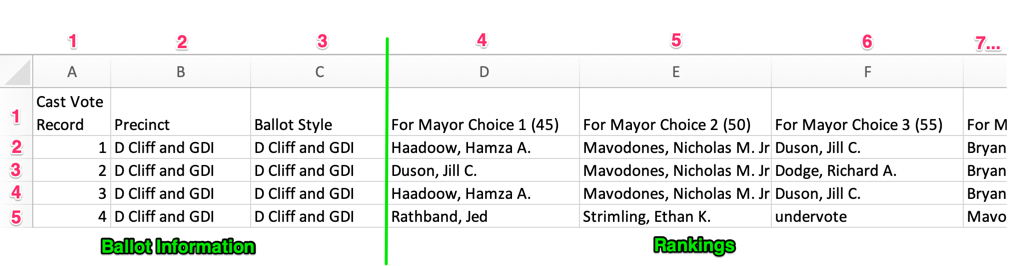 1 2 3 4 5 6 7...
A B C D E F
Cast Vote
1 Record Precinct Ballot Style For Mayor Choice 1 (45) For Mayor Choice 2 (50) For Mayor Choice 3 (55) For M
2 1 D Cliff and GDI D Cliff and GDI Haadoow, Hamza A. Mavodones, Nicholas M. Jr Duson, Jill C. Bryan
3 2 D Cliff and GDI D Cliff and GDI Duson, Jill C. Mavodones, Nicholas M. Jr Dodge, Richard A. Bryan
4 3 D Cliff and GDI D Cliff and GDI Haadoow, Hamza A. Mavodones, Nicholas M. Jr Duson, Jill C. Bryan
5 4 D Cliff and GDI D Cliff and GDI Rathband, Jed Strimling, Ethan K. undervote Mavo
Ballot Information Rankings